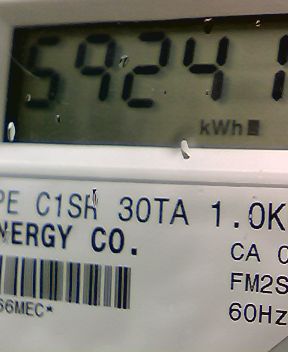 59241
kWh
PE C1SR 30TA 1.0K
NERGY CO.
CA
FM2S
66MEC*
60Hz